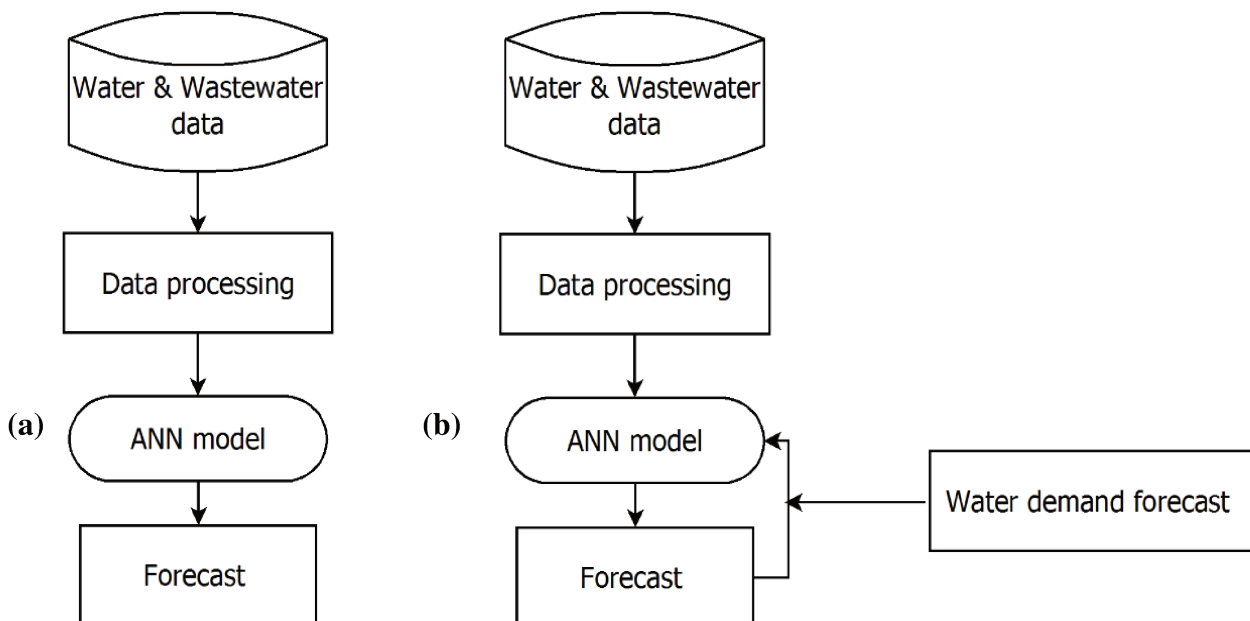 Water & Wastewater
data
Data processing
(a)
ANN model
Forecast
Water & Wastewater
data
Data processing
(b)
ANN model
Water demand forecast
Forecast